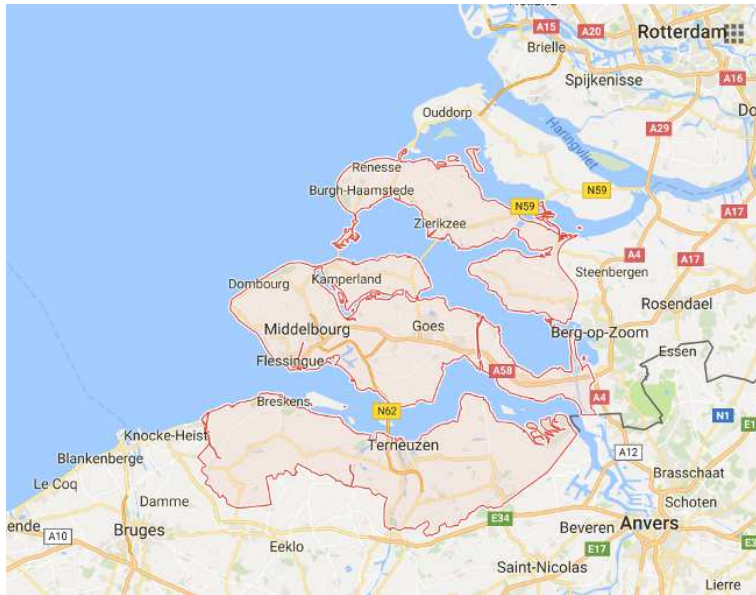 Holland
A15
A20
Rotterdam
Brielle
A16
Spijkenisse
Ouddorp
A29
Haringvliet
Renesse
N59
Burgh-Haamstede
N59
A17
Zierikzee
A4
A17
Steenbergen
Kamperland
Dombourg
Rosendael
Middelbourg
Goes
Berg-op-Zoom
Essen
Flessingue
A58
Breskens
A4
N62
N1
Knocke-Heist
Terneuzen
A12
Blankenberge
Brasschaat
Le Coq
Damme
Schoten
E34
Bruges
Beveren
Anvers
A10
Eeklo
E17
Saint-Nicolas
Lierre